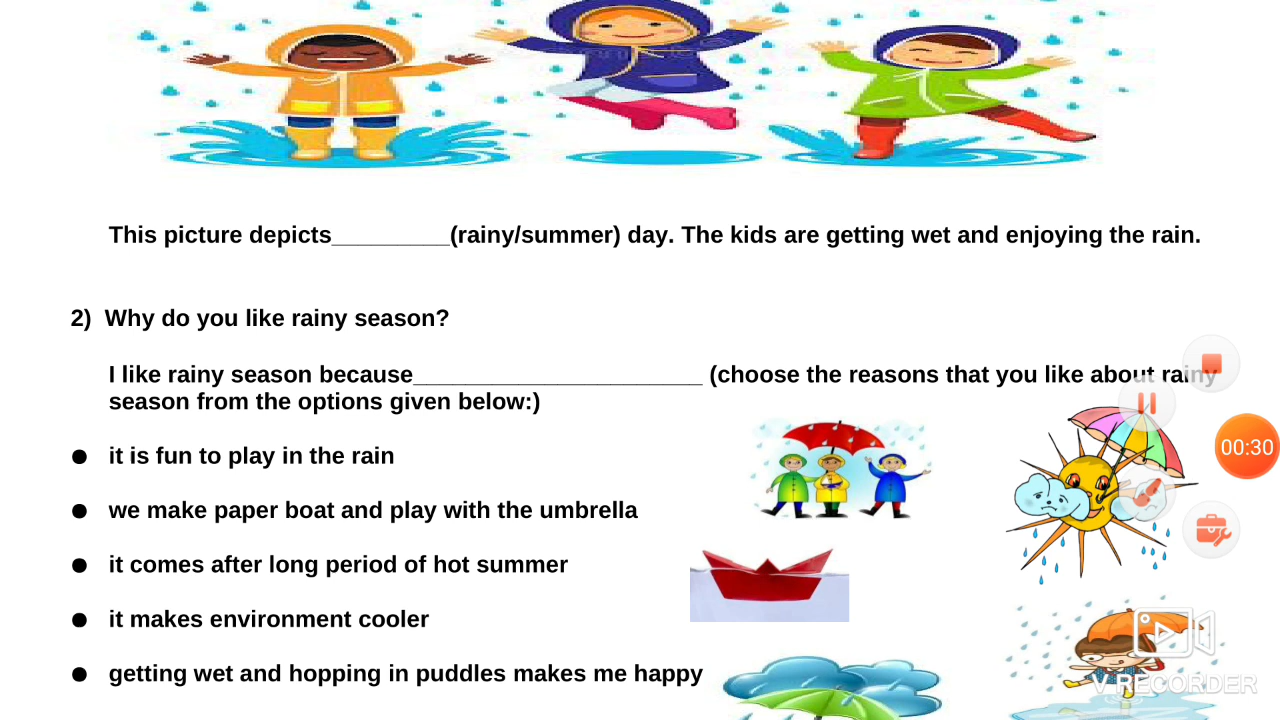 This picture depicts_________(rainy/summer) day. The kids are getting wet and enjoying the rain.
2) Why do you like rainy season?
I like rainy season because______________________ (choose the reasons that you like about rainy
season from the options given below:)
● it is fun to play in the rain
● we make paper boat and play with the umbrella
● it comes after long period of hot summer
● it makes environment cooler
● getting wet and hopping in puddles makes me happy
00:30
V RECORDER